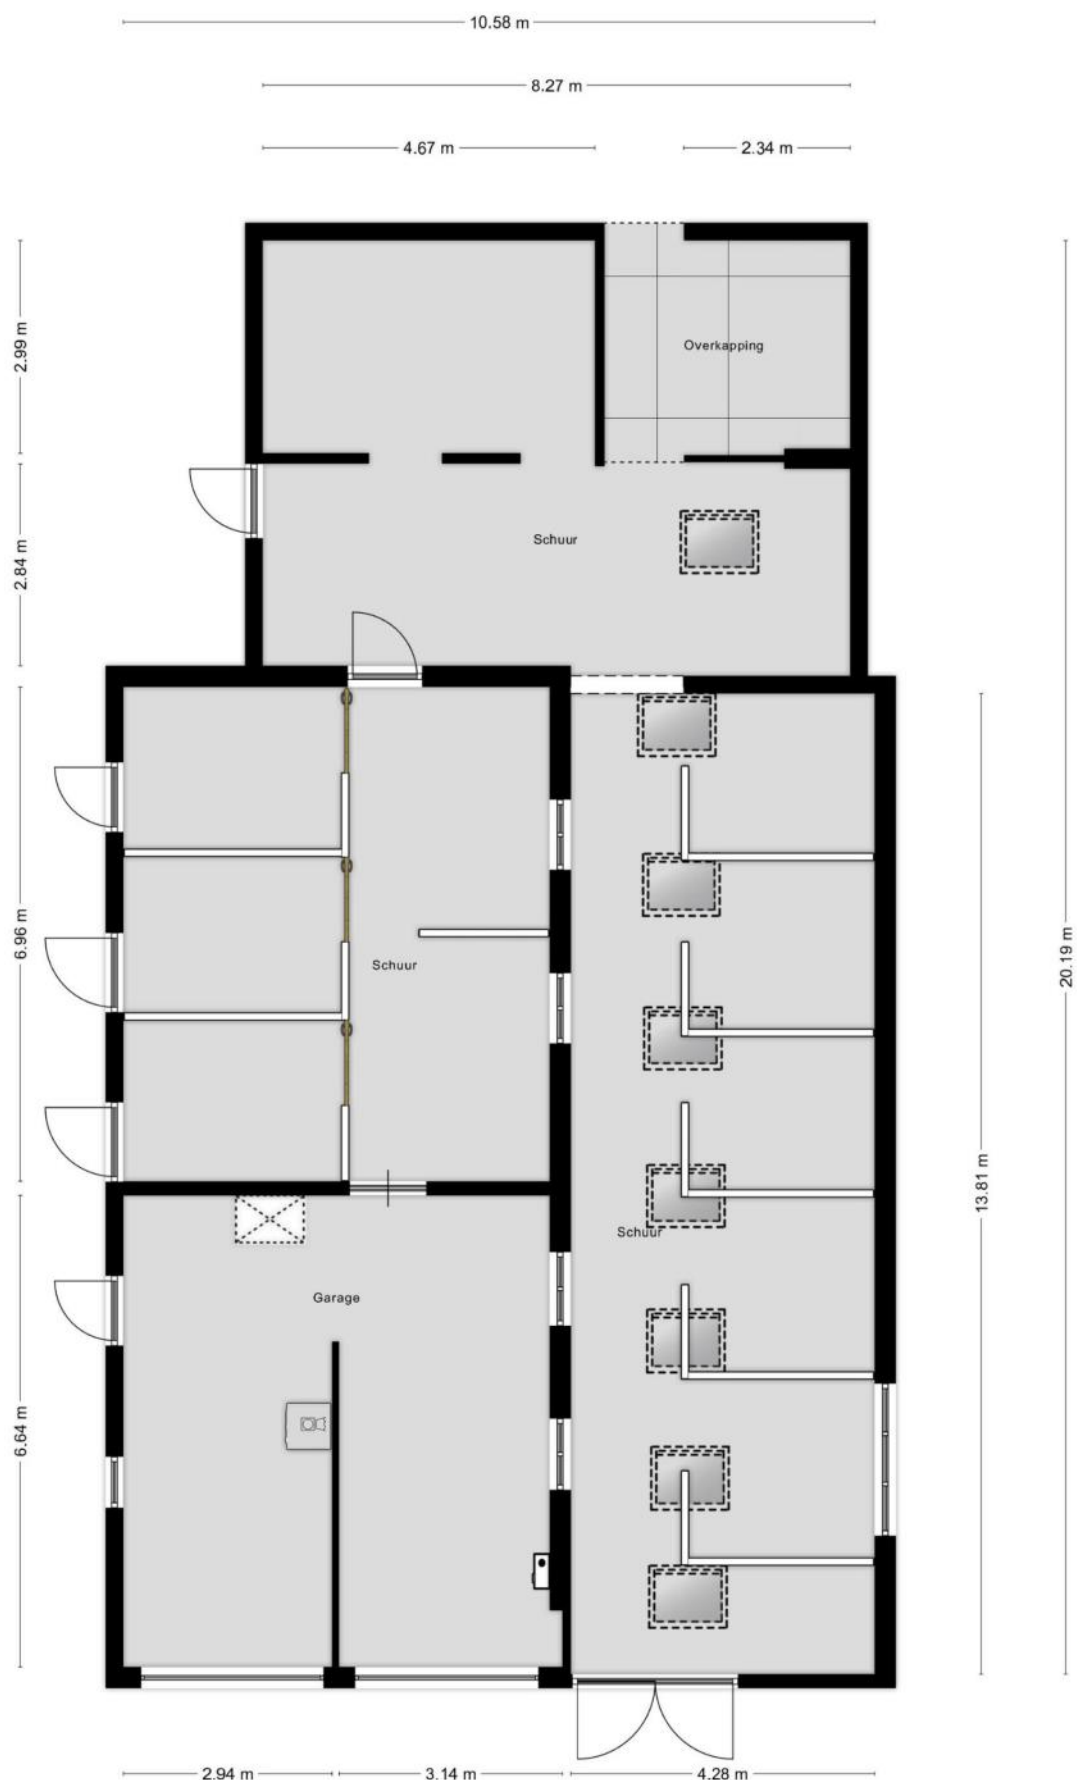 10.58 m
8.27 m
4.67 m
2.34 m
2.99 m
Overkapping
2.84 m
Schuur
6.96 m
Schuur
20.19 m
13.81 m
Schuur
Garage
6.64 m
2.94 m
3.14 m
4.28 m